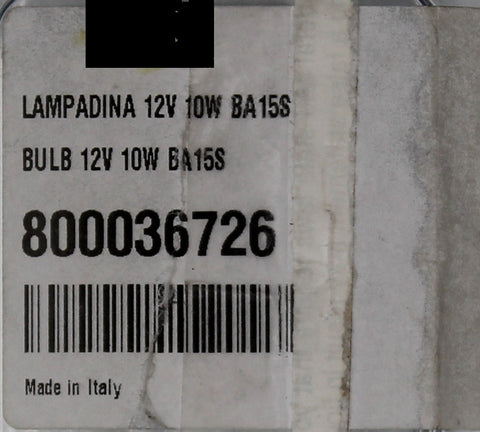 LAMPADINA 12V 10W BA15S
BULB 12V 10W BA15S
800036726
Made in Italy